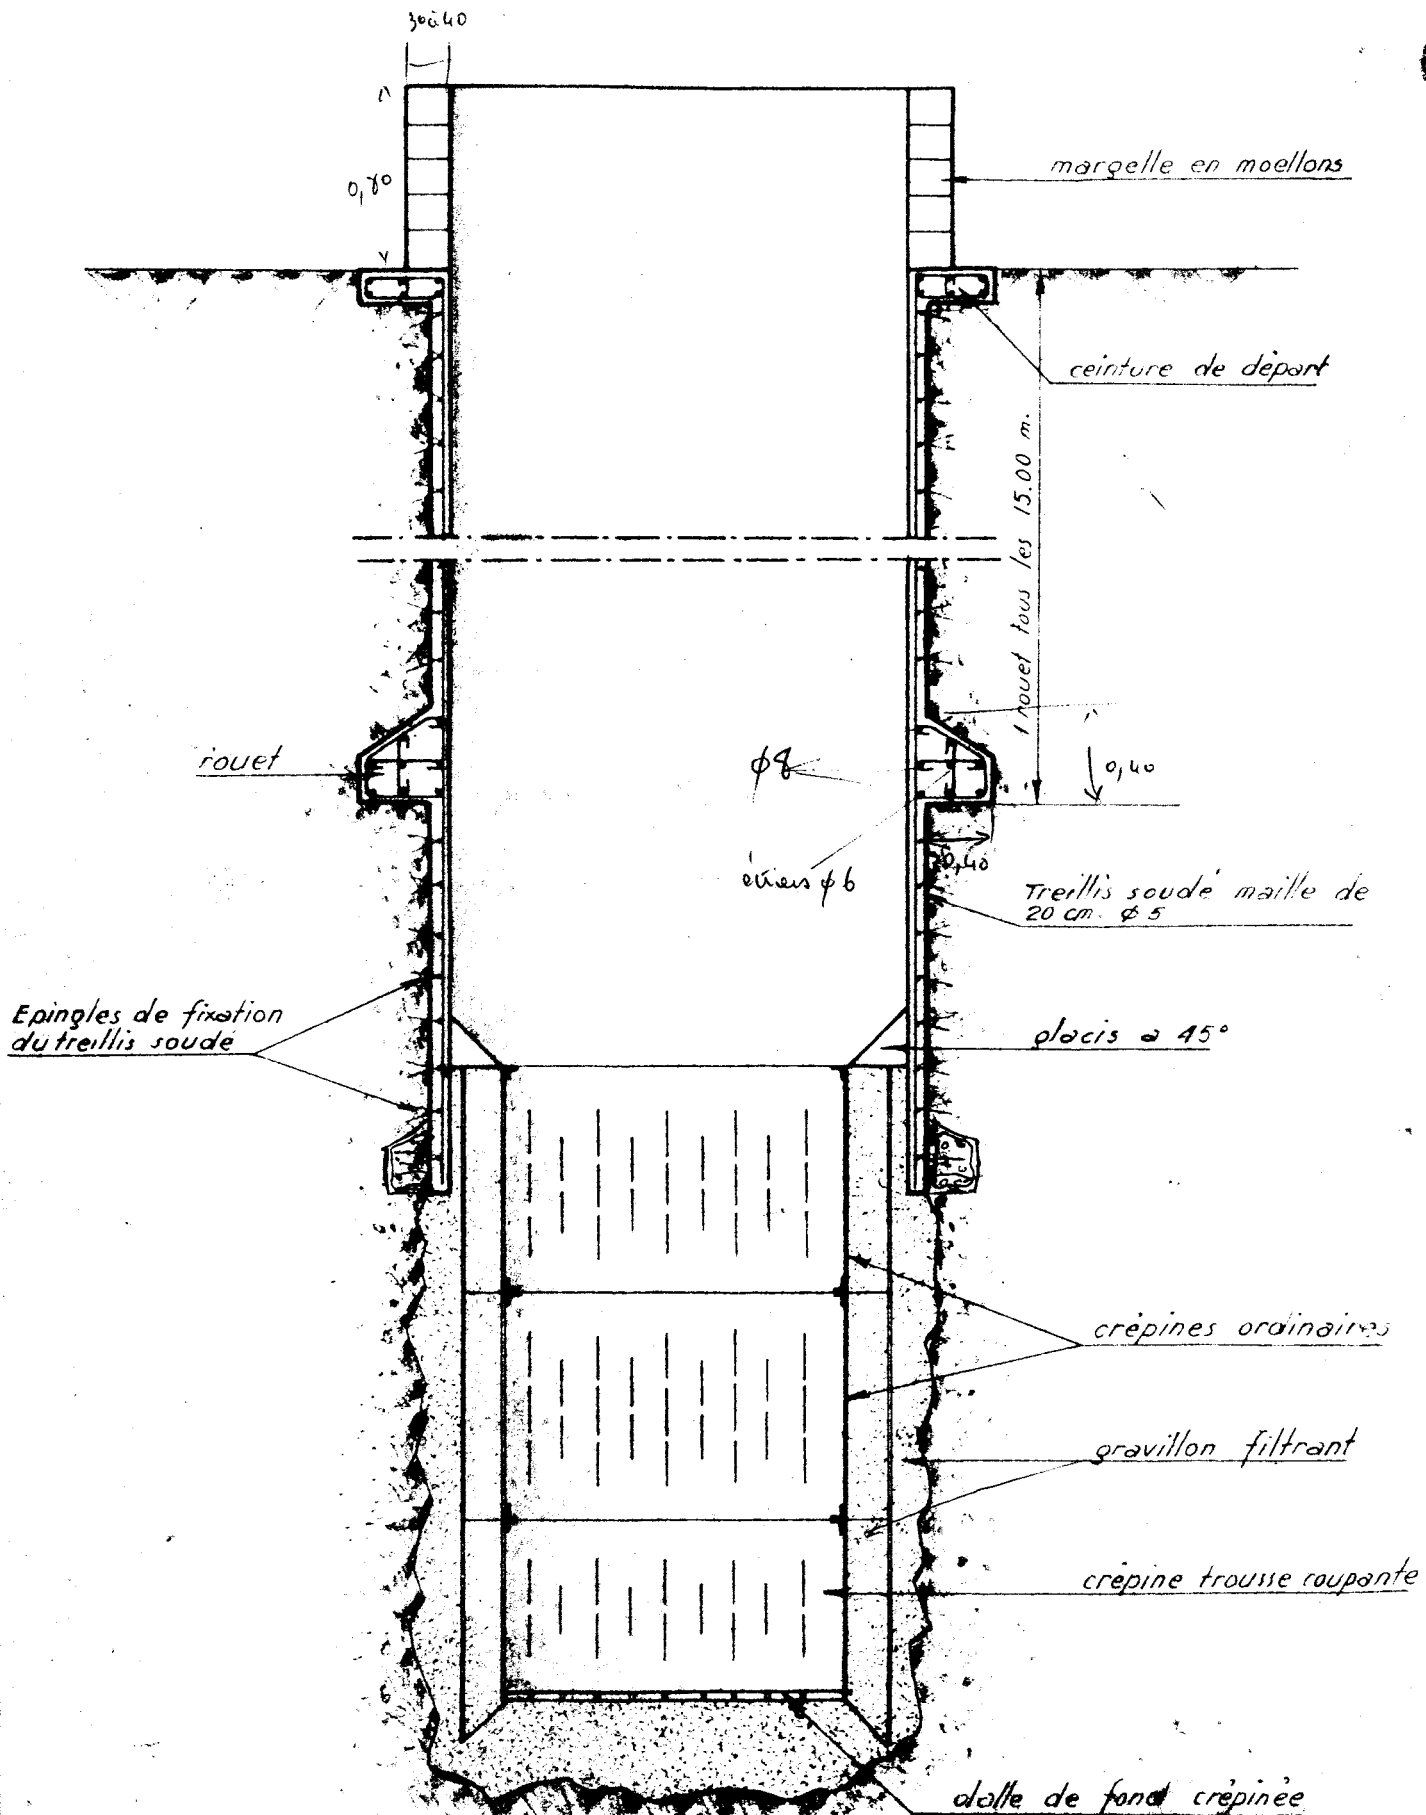 30 à 40
margelle en moellons
0,80
ceinture de départ
1 rouet tous les 15.00 m.
rouet
φ8
0,40
0,40
étriers φ6
Treillis soudé maille de
20 cm. φ 5
Epingles de fixation
du treillis soudé
glacis a 45°
crépines ordinaires
gravillon filtrant
crépine trousse coupante
dalle de fond crépinée